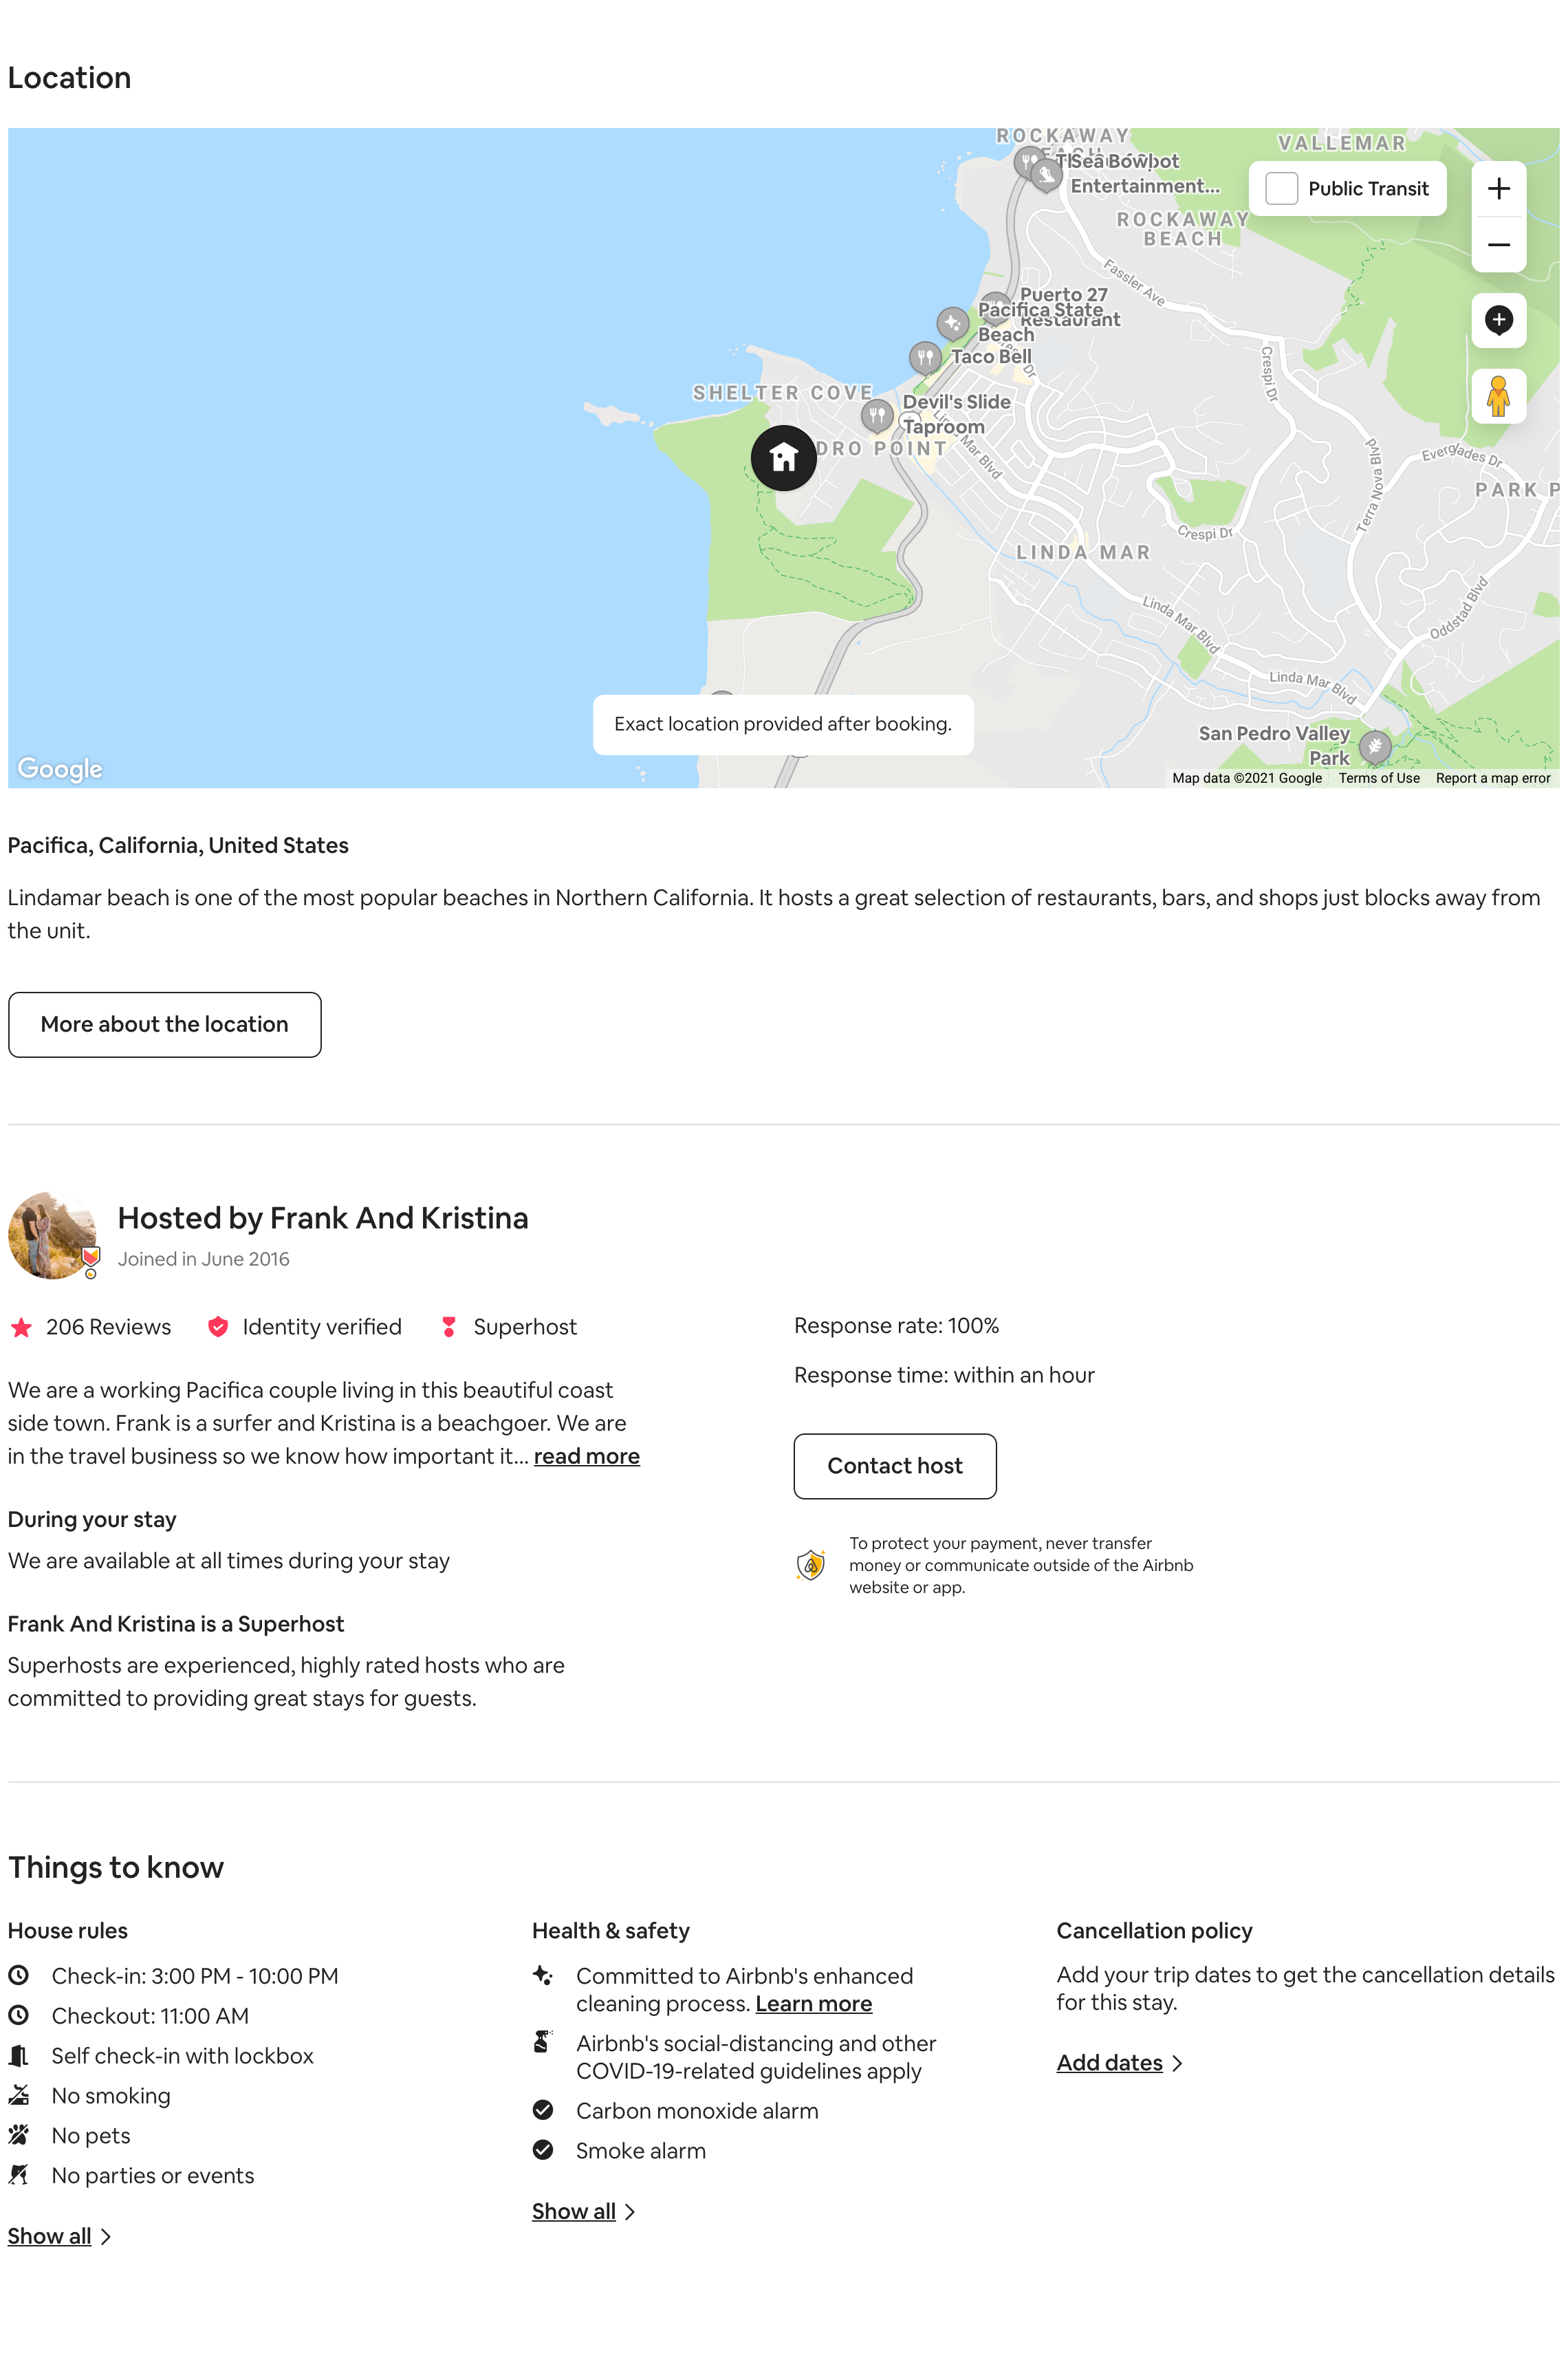 Location
ROCKAWAY
VALLEMAR
Sea Bowl
Entertainment...
Public Transit
ROCKAWAY
BEACH
Fassler Ave
Puerto 27
Restaurant
Pacifica State
Beach
Taco Bell
Crespi Dr
SHELTER COVE
Devil's Slide
Taproom
DRO POINT
Linda Mar Blvd
Terra Nova Blvd
Everglades Dr
PARK P
Crespi Dr
LINDA MAR
Linda Mar Blvd
Oddstad Blvd
Linda Mar Blvd
Exact location provided after booking.
San Pedro Valley
Park
Google
Map data ©2021 Google Terms of Use Report a map error
Pacifica, California, United States
Lindamar beach is one of the most popular beaches in Northern California. It hosts a great selection of restaurants, bars, and shops just blocks away from
the unit.
More about the location
Hosted by Frank And Kristina
Joined in June 2016
206 Reviews Identity verified Superhost
We are a working Pacifica couple living in this beautiful coast
side town. Frank is a surfer and Kristina is a beachgoer. We are
in the travel business so we know how important it... read more
During your stay
We are available at all times during your stay
Frank And Kristina is a Superhost
Superhosts are experienced, highly rated hosts who are
committed to providing great stays for guests.
Response rate: 100%
Response time: within an hour
Contact host
To protect your payment, never transfer
money or communicate outside of the Airbnb
website or app.
Things to know
House rules
Check-in: 3:00 PM - 10:00 PM
Checkout: 11:00 AM
Self check-in with lockbox
No smoking
No pets
No parties or events
Show all
Health & safety
Committed to Airbnb's enhanced
cleaning process. Learn more
Airbnb's social-distancing and other
COVID-19-related guidelines apply
Carbon monoxide alarm
Smoke alarm
Show all
Cancellation policy
Add your trip dates to get the cancellation details
for this stay.
Add dates